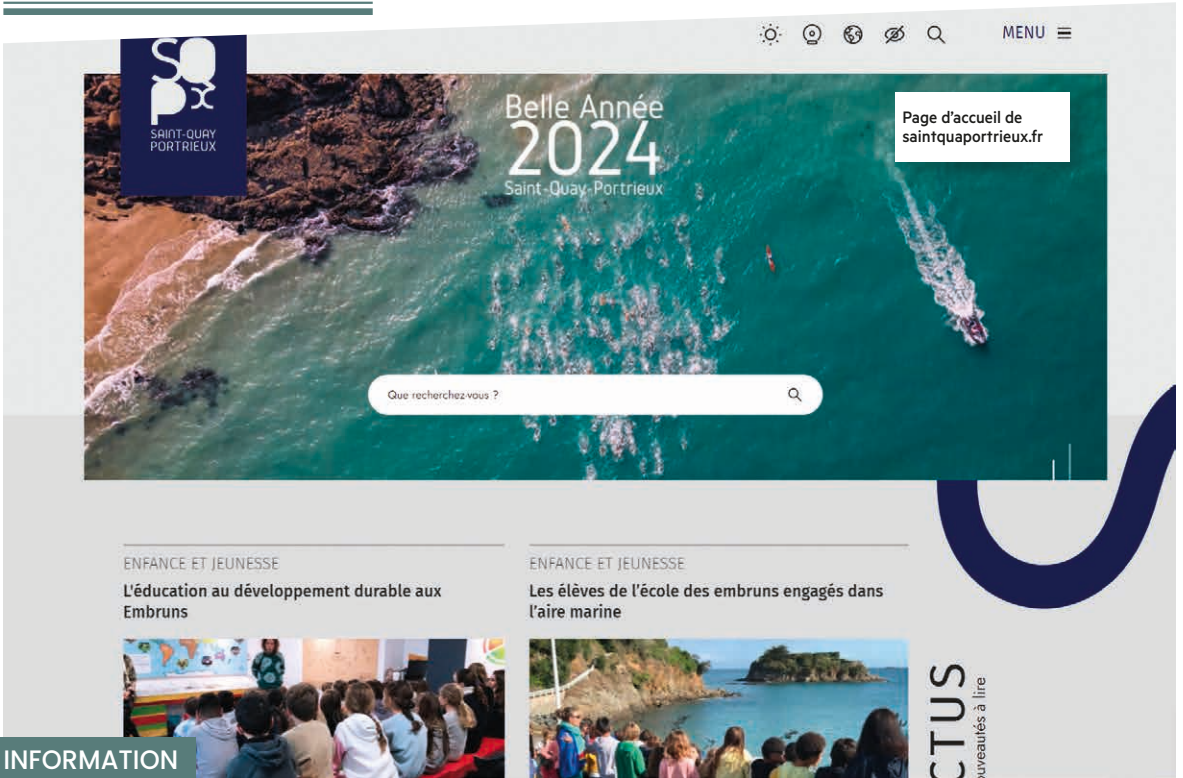 MENU
SQPX
SAINT-QUAY
PORTRIEUX
Belle Année
2024
Saint-Quay-Portrieux
Page d'accueil de
saintquaportrieux.fr
Que recherchez-vous ?
ENFANCE ET JEUNESSE
L'éducation au développement durable aux
Embruns
ENFANCE ET JEUNESSE
Les élèves de l'école des embruns engagés dans
l'aire marine
CTUS
ouveautés à lire
INFORMATION